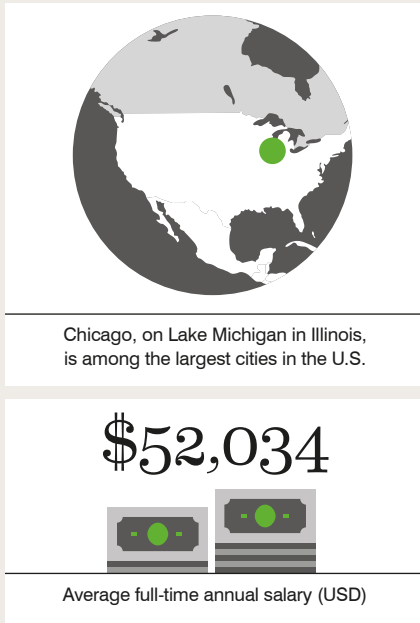 Chicago, on Lake Michigan in Illinois,
is among the largest cities in the U.S.
$52,034
Average full-time annual salary (USD)